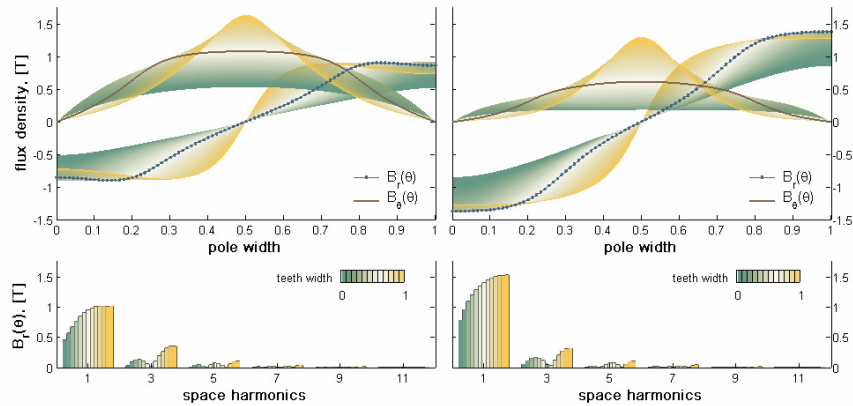 1.5
1
0.5
0
-0.5
-1
-1.5
flux density, [T]
B_r(θ)
B_θ(θ)
0 0.1 0.2 0.3 0.4 0.5 0.6 0.7 0.8 0.9 1
pole width
B_r(θ)
B_θ(θ)
0 0.1 0.2 0.3 0.4 0.5 0.6 0.7 0.8 0.9 1
pole width
1.5
1
0.5
0
-0.5
-1
-1.5
1.5
1
0.5
0
B_r(θ), [T]
teeth width
0 1
1 3 5 7 9 11
space harmonics
teeth width
0 1
1 3 5 7 9 11
space harmonics
1.5
1
0.5
0